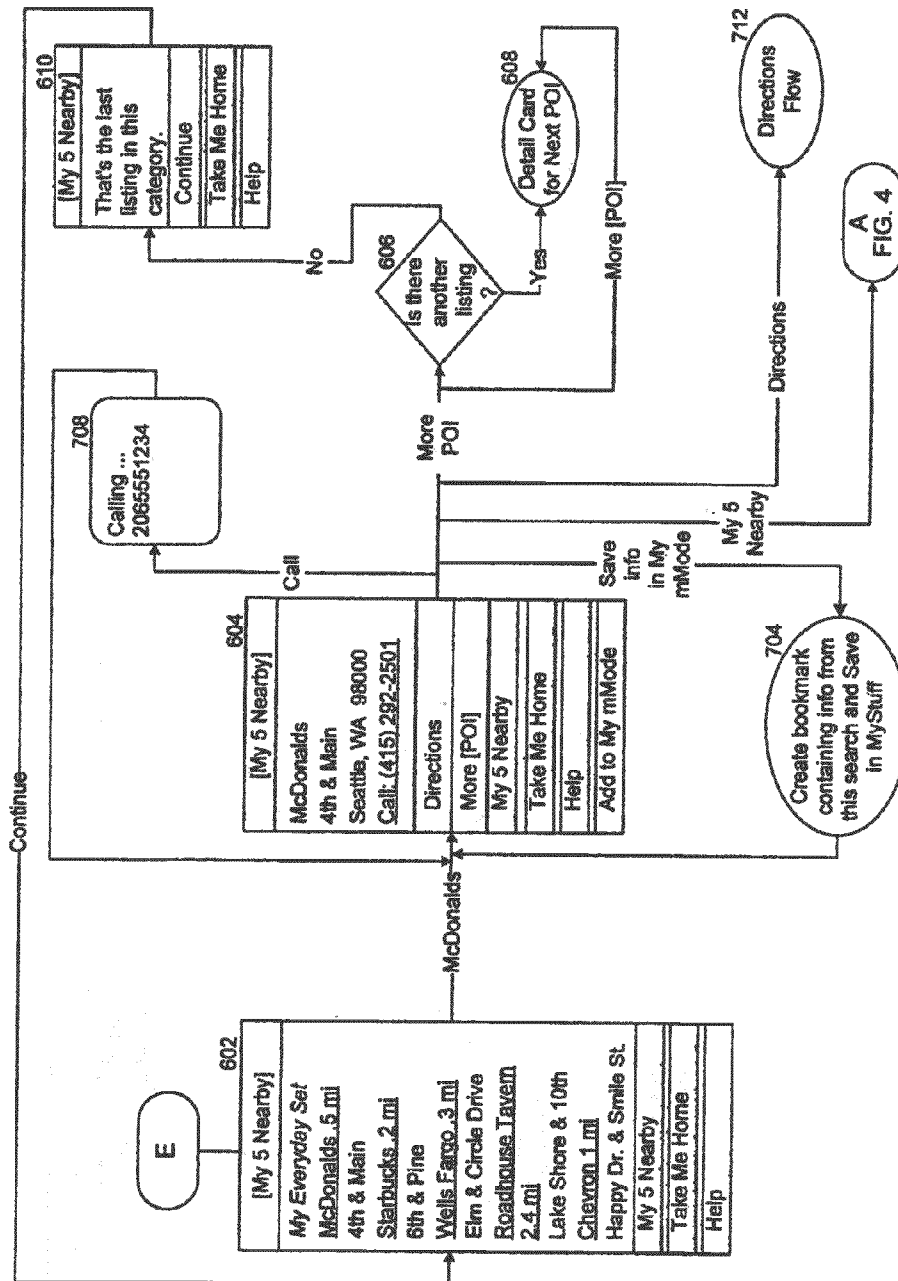 E
602
[My 5 Nearby]
My Everyday Set
McDonalds .5 mi
4th & Main
Starbucks .2 mi
6th & Pine
Wells Fargo .3 mi
Elm & Circle Drive
Roadhouse Tavern
2.4 mi
Lake Shore & 10th
Chevron 1 mi
Happy Dr. & Smile St.
My 5 Nearby
Take Me Home
Help
Continue
McDonalds
604
[My 5 Nearby]
McDonalds
4th & Main
Seattle, WA 98000
Call: (415) 292-2501
Directions
More [POI]
My 5 Nearby
Take Me Home
Help
Add to My mMode
704
Create bookmark
containing info from
this search and Save
in MyStuff
Call
708
Calling ...
2065551234
More
POI
Save
info
in My
mMode
My 5
Nearby
Directions
606
Is there
another
listing
?
No
Yes
610
[My 5 Nearby]
That's the last
listing in this
category.
Continue
Take Me Home
Help
608
Detail Card
for Next POI
More [POI]
712
Directions
Flow
A
FIG. 4